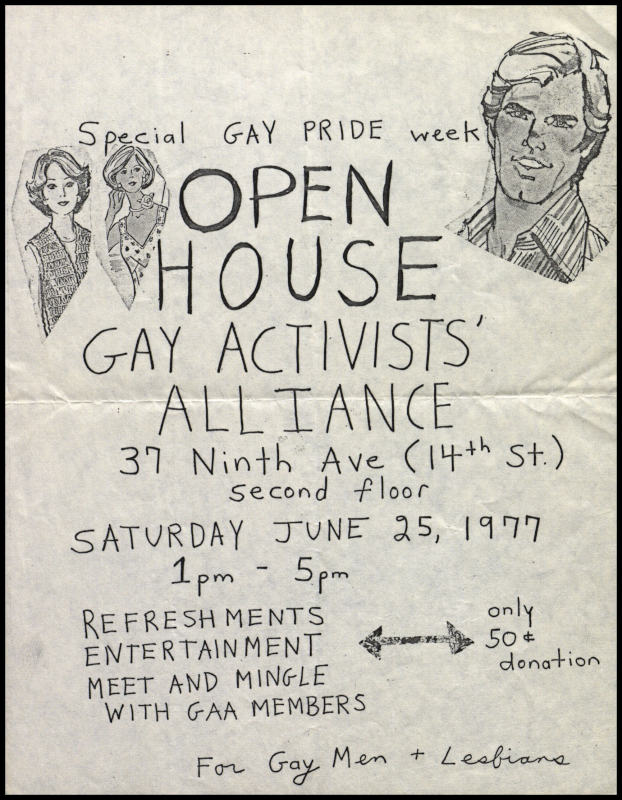 Special GAY PRIDE week
OPEN
HOUSE
GAY ACTIVISTS'
ALLIANCE
37 Ninth Ave (14th St.)
second floor
SATURDAY JUNE 25, 1977
1pm - 5pm
REFRESHMENTS
ENTERTAINMENT
MEET AND MINGLE
WITH GAA MEMBERS
only
50¢
donation
For Gay Men + Lesbians